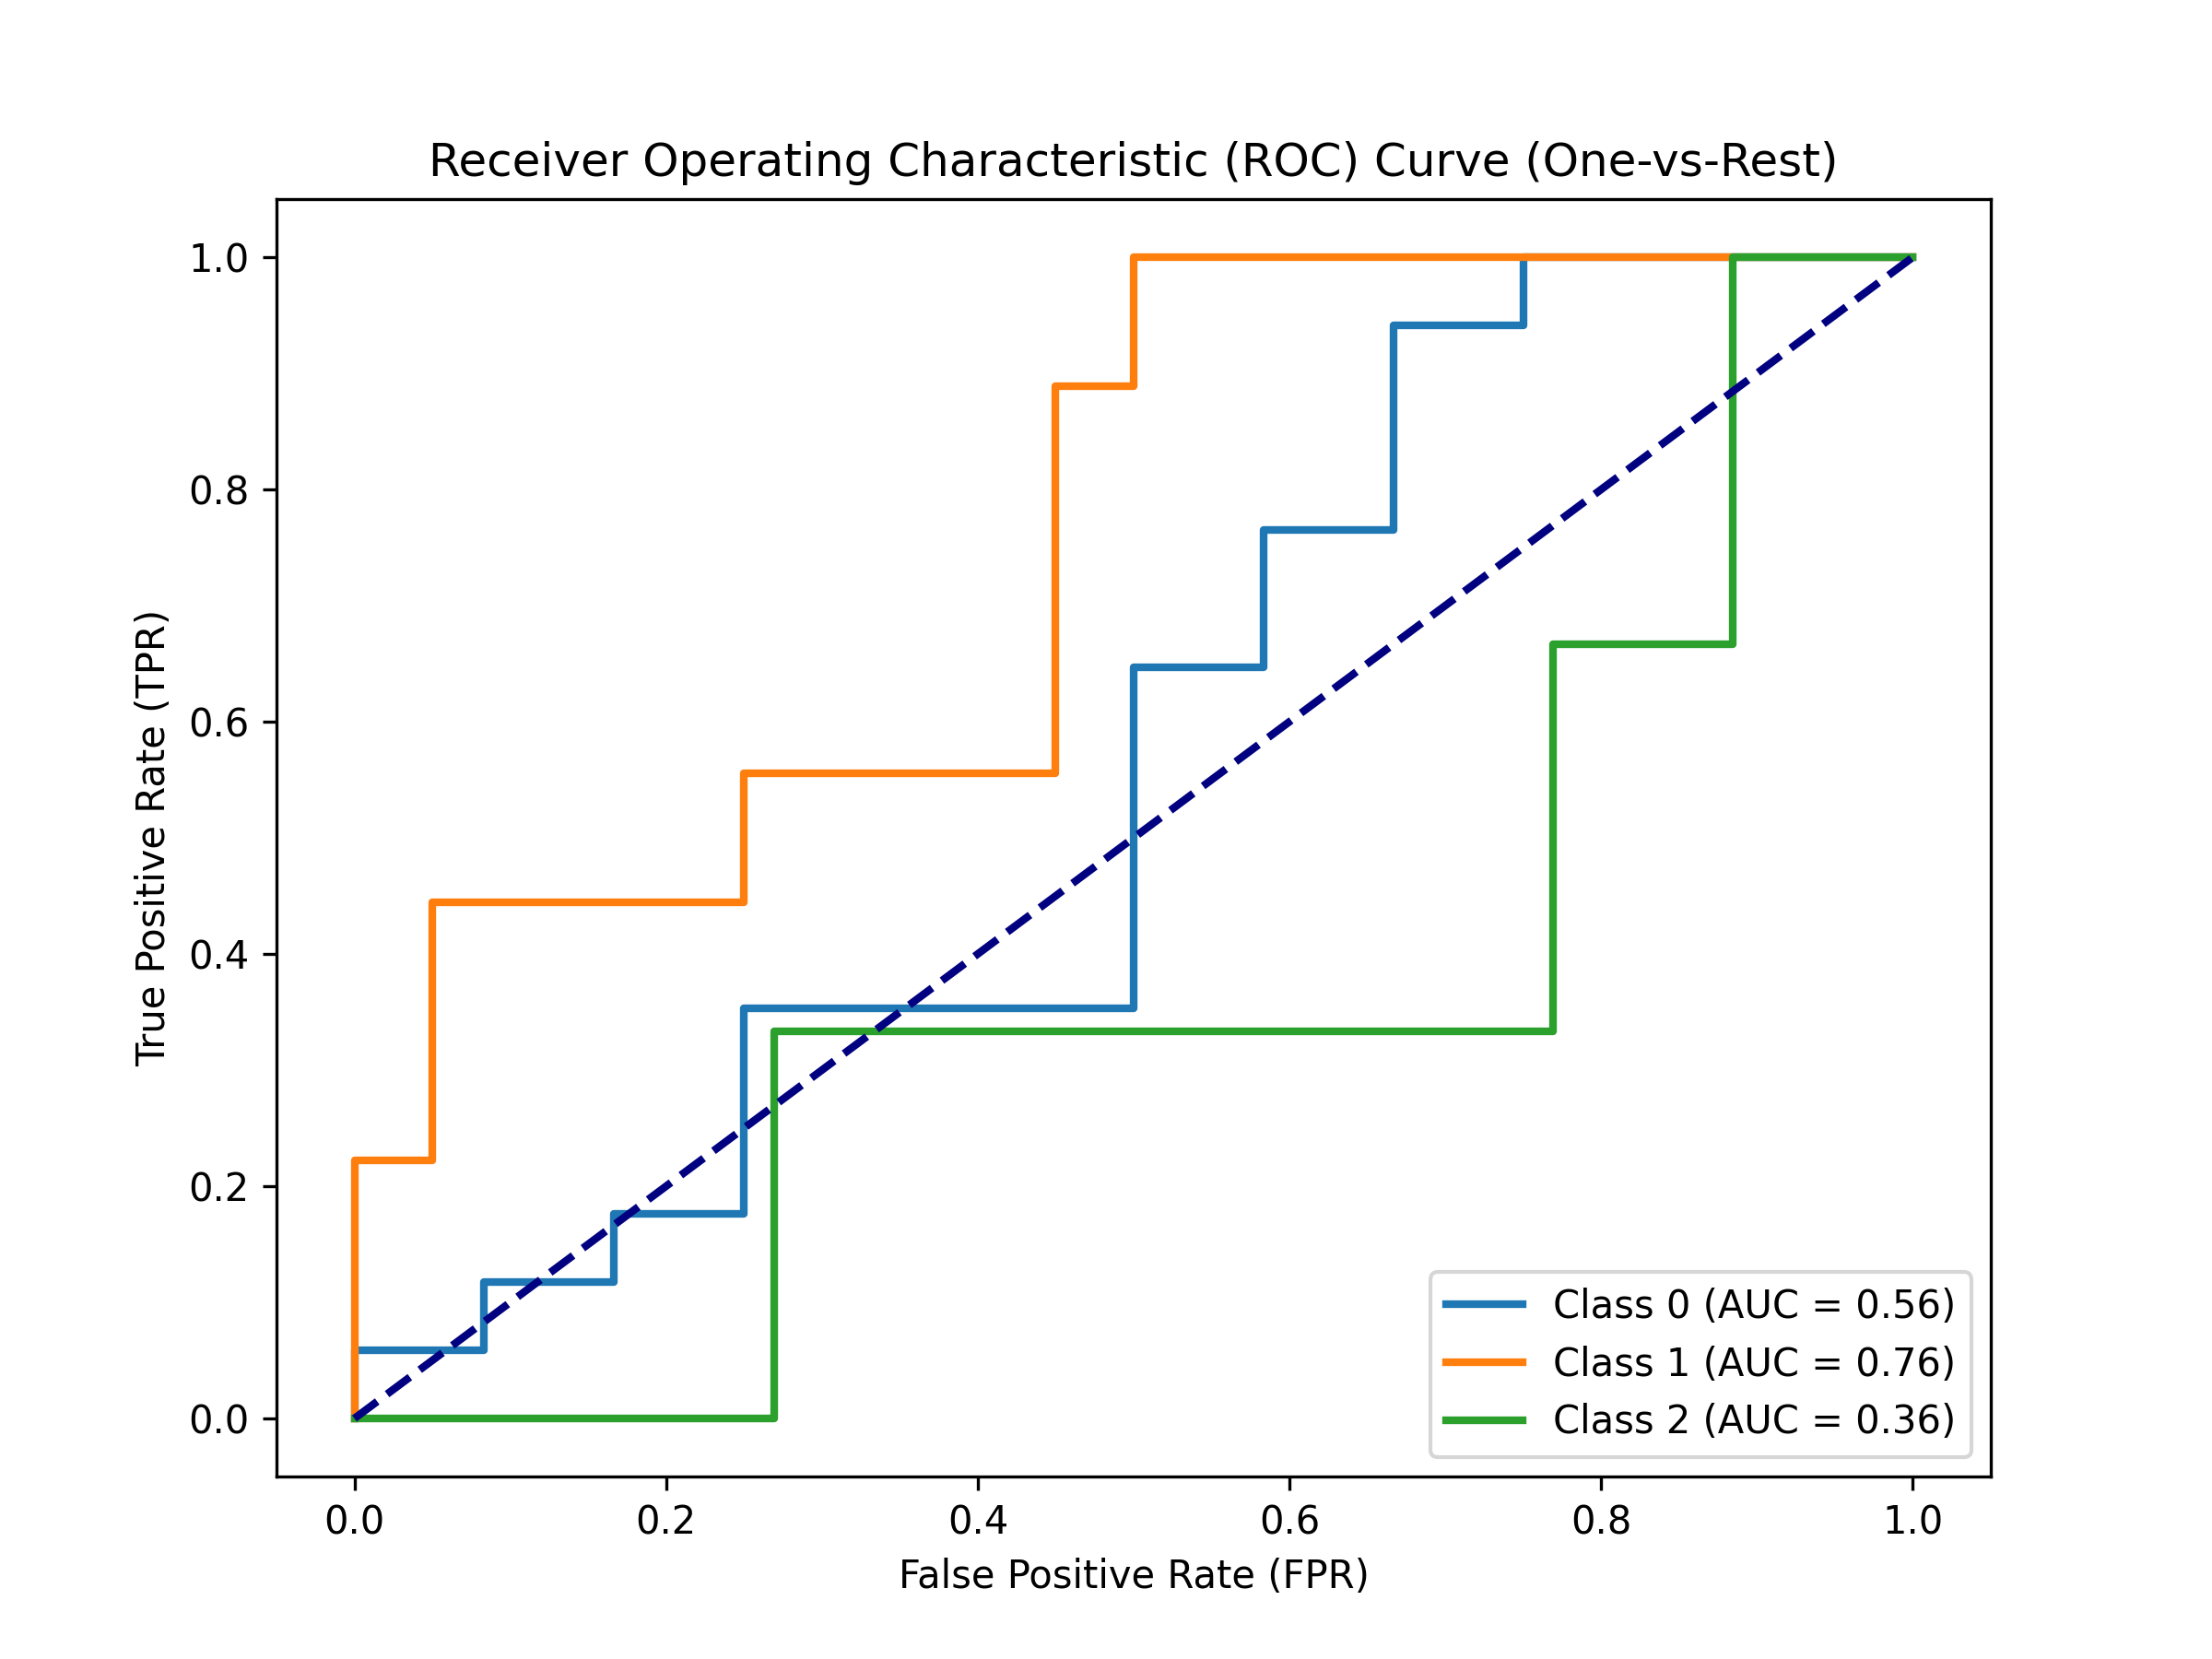 Receiver Operating Characteristic (ROC) Curve (One-vs-Rest)
True Positive Rate (TPR)
1.0
0.8
0.6
0.4
0.2
0.0
0.0 0.2 0.4 0.6 0.8 1.0
False Positive Rate (FPR)
Class 0 (AUC = 0.56)
Class 1 (AUC = 0.76)
Class 2 (AUC = 0.36)